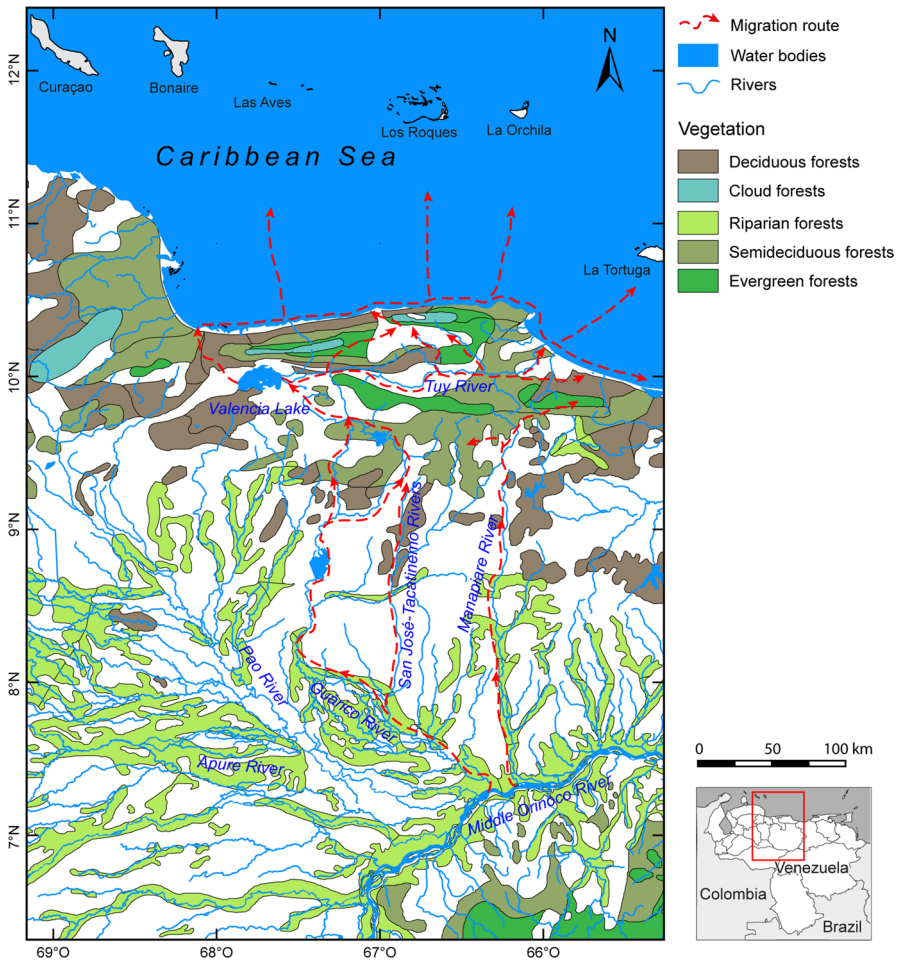 N
Curaçao
Bonaire
Las Aves
Los Roques
La Orchila
Caribbean Sea
La Tortuga
Tuy River
Valencia Lake
San José-Tacatinemo Rivers
Manapiare River
Pao River
Guárico River
Apure River
Middle Orinoco River
12°N
11°N
10°N
9°N
8°N
7°N
69°O
68°O
67°O
66°O
Migration route
Water bodies
Rivers
Vegetation
Deciduous forests
Cloud forests
Riparian forests
Semideciduous forests
Evergreen forests
0 50 100 km
Venezuela
Colombia
Brazil